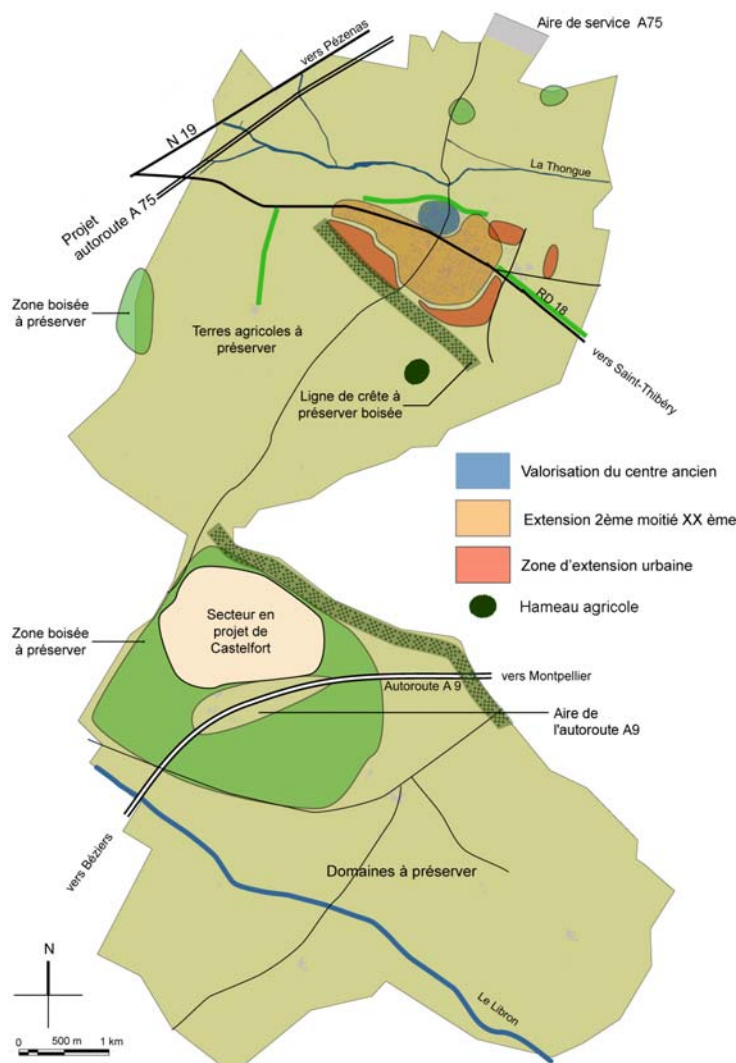 Aire de service A75
vers Pézenas
N 19
Projet
autoroute A 75
La Thongue
Zone boisée
à préserver
Terres agricoles à
préserver
RD 18
vers Saint-Thibéry
Ligne de crête à
préserver boisée
Valorisation du centre ancien
Extension 2ème moitié XX ème
Zone d'extension urbaine
Hameau agricole
Secteur en
projet de
Castelfort
Zone boisée
à préserver
vers Montpellier
Autoroute A 9
Aire de
l'autoroute A9
vers Béziers
Domaines à préserver
Le Libron
N
0 500 m 1 km